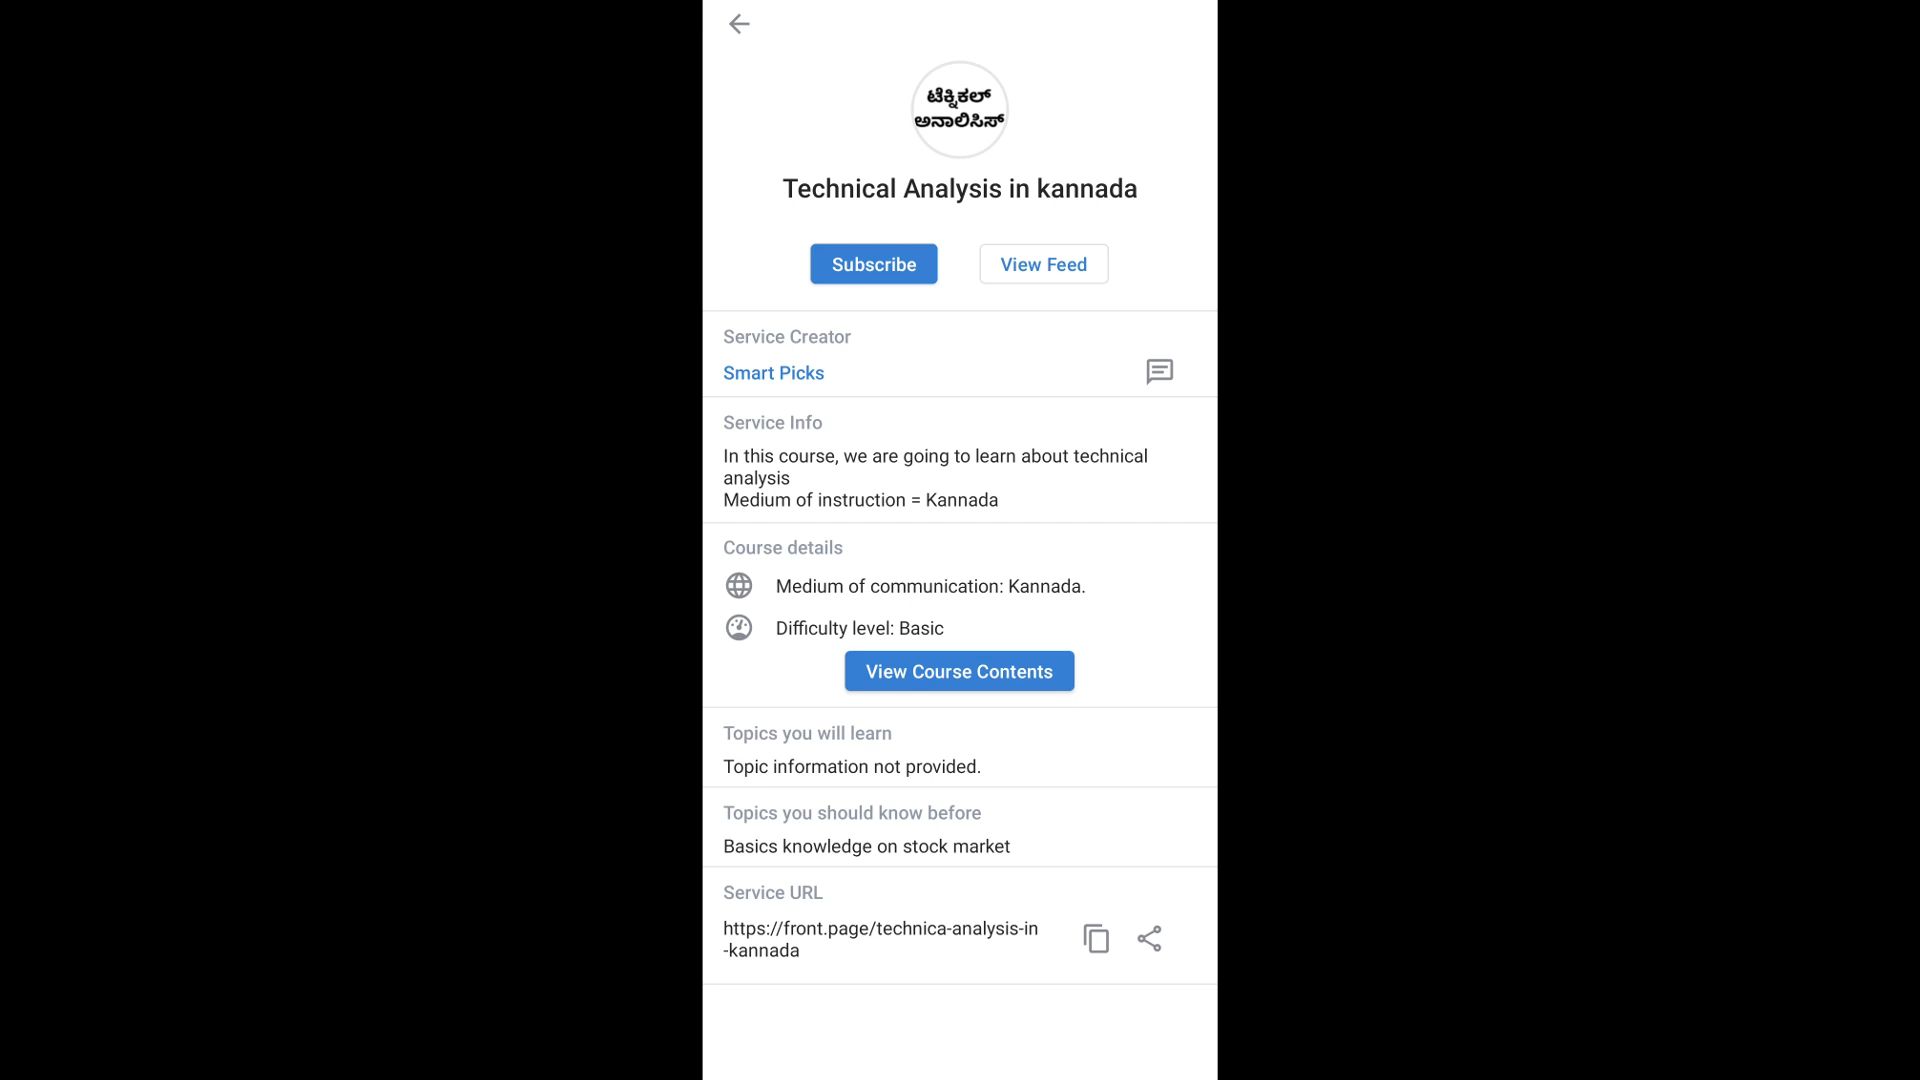 ಟೆಕ್ನಿಕಲ್
ಅನಾಲಿಸಿಸ್
Technical Analysis in kannada
Subscribe
View Feed
Service Creator
Smart Picks
Service Info
In this course, we are going to learn about technical
analysis
Medium of instruction = Kannada
Course details
Medium of communication: Kannada.
Difficulty level: Basic
View Course Contents
Topics you will learn
Topic information not provided.
Topics you should know before
Basics knowledge on stock market
Service URL
https://front.page/technica-analysis-in
-kannada